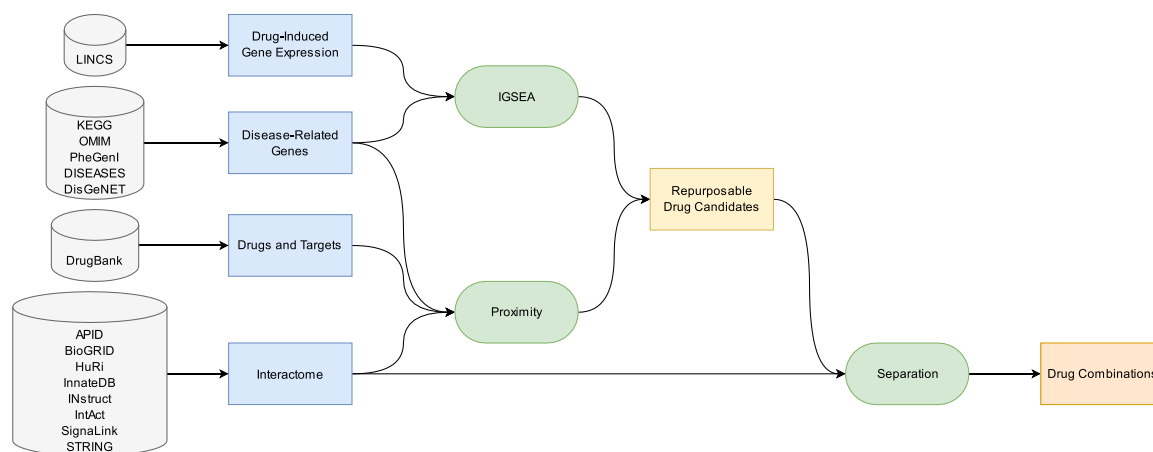 LINCS
Drug-Induced
Gene Expression
IGSEA
KEGG
OMIM
PheGenI
DISEASES
DisGeNET
Disease-Related
Genes
Repurposable
Drug Candidates
DrugBank
Drugs and Targets
Proximity
APID
BioGRID
HuRi
InnateDB
INstruct
IntAct
SignaLink
STRING
Interactome
Separation
Drug Combinations